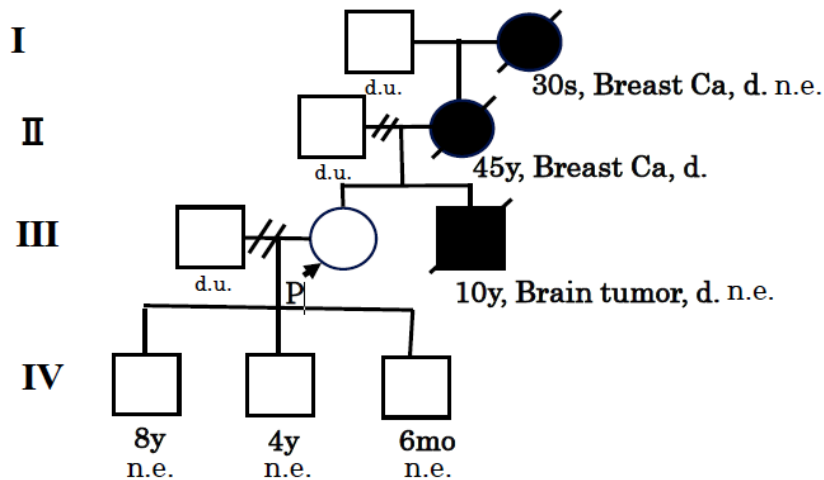 I
d.u.
30s, Breast Ca, d. n.e.
II
d.u.
45y, Breast Ca, d.
III
d.u.
P
10y, Brain tumor, d. n.e.
IV
8y
n.e.
4y
n.e.
6mo
n.e.